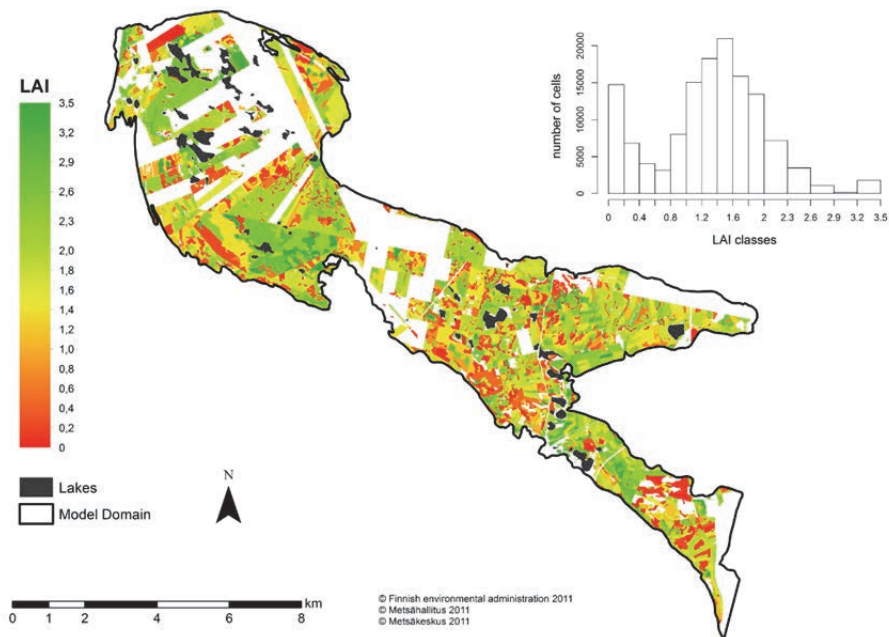 LAI
3,5
3,2
2,9
2,6
2,3
2,0
1,8
1,6
1,4
1,2
1,0
0,8
0,6
0,4
0,2
0
Lakes
Model Domain
N
0 1 2 4 6 8
km
© Finnish environmental administration 2011
© Metsähallitus 2011
© Metsäkeskus 2011
number of cells
20000
15000
10000
5000
0
0 0.4 0.8 1.2 1.6 2 2.3 2.6 2.9 3.2 3.5
LAI classes